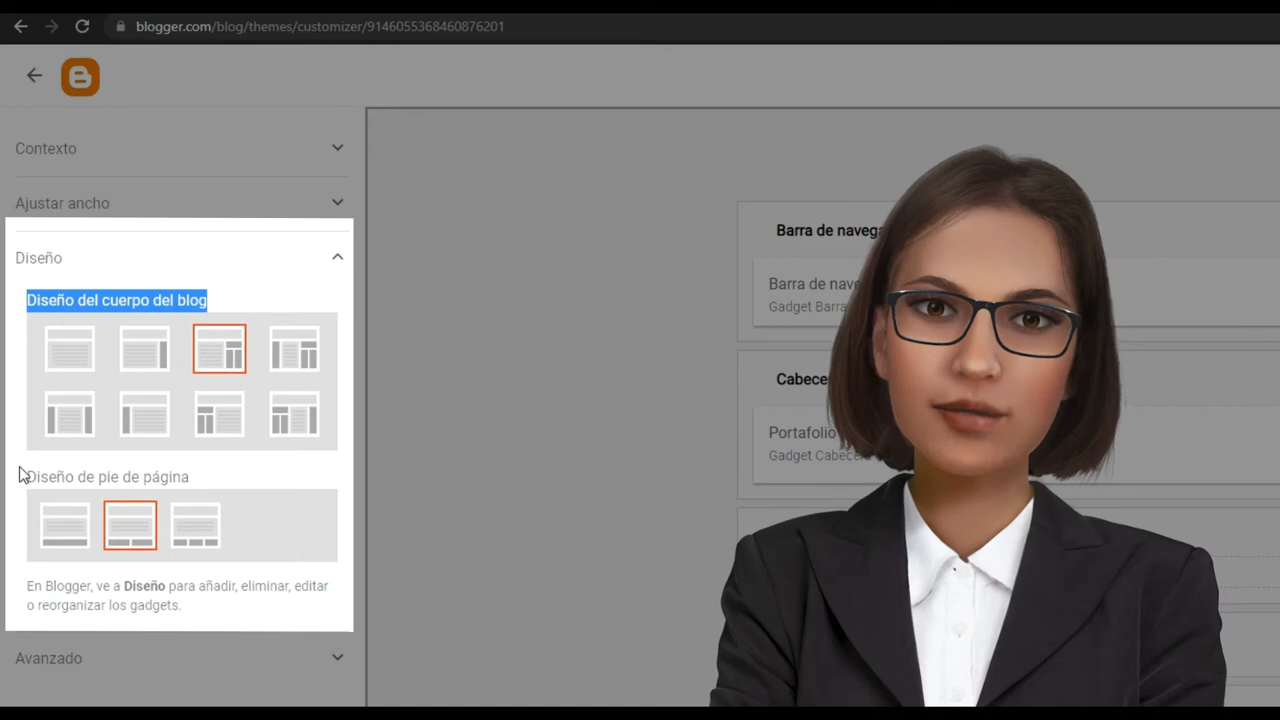 blogger.com/blog/themes/customizer/9146055368460876201
Contexto
Ajustar ancho
Diseño
Diseño del cuerpo del blog
Diseño de pie de página
En Blogger, ve a Diseño para añadir, eliminar, editar
o reorganizar los gadgets.
Avanzado
Barra de navega
Barra de nave
Gadget Barra
Cabece
Portafolio
Gadget Cabecera